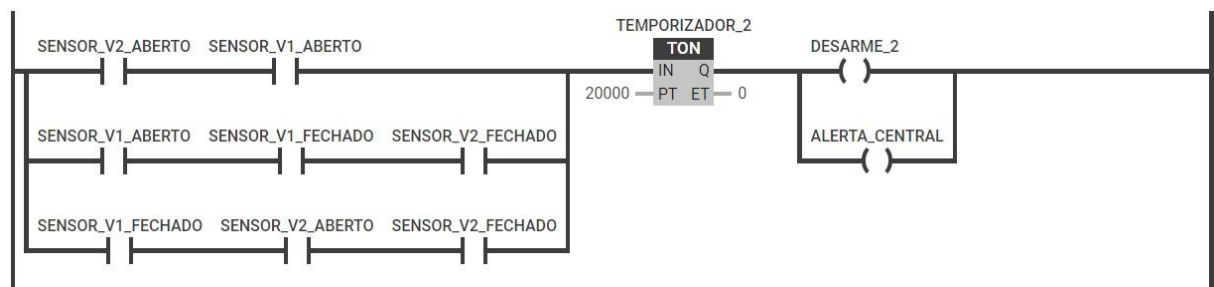 TEMPORIZADOR_2
SENSOR_V2_ABERTO SENSOR_V1_ABERTO TON DESARME_2
IN Q
20000 PT ET 0
SENSOR_V1_ABERTO SENSOR_V1_FECHADO SENSOR_V2_FECHADO ALERTA_CENTRAL
SENSOR_V1_FECHADO SENSOR_V2_ABERTO SENSOR_V2_FECHADO